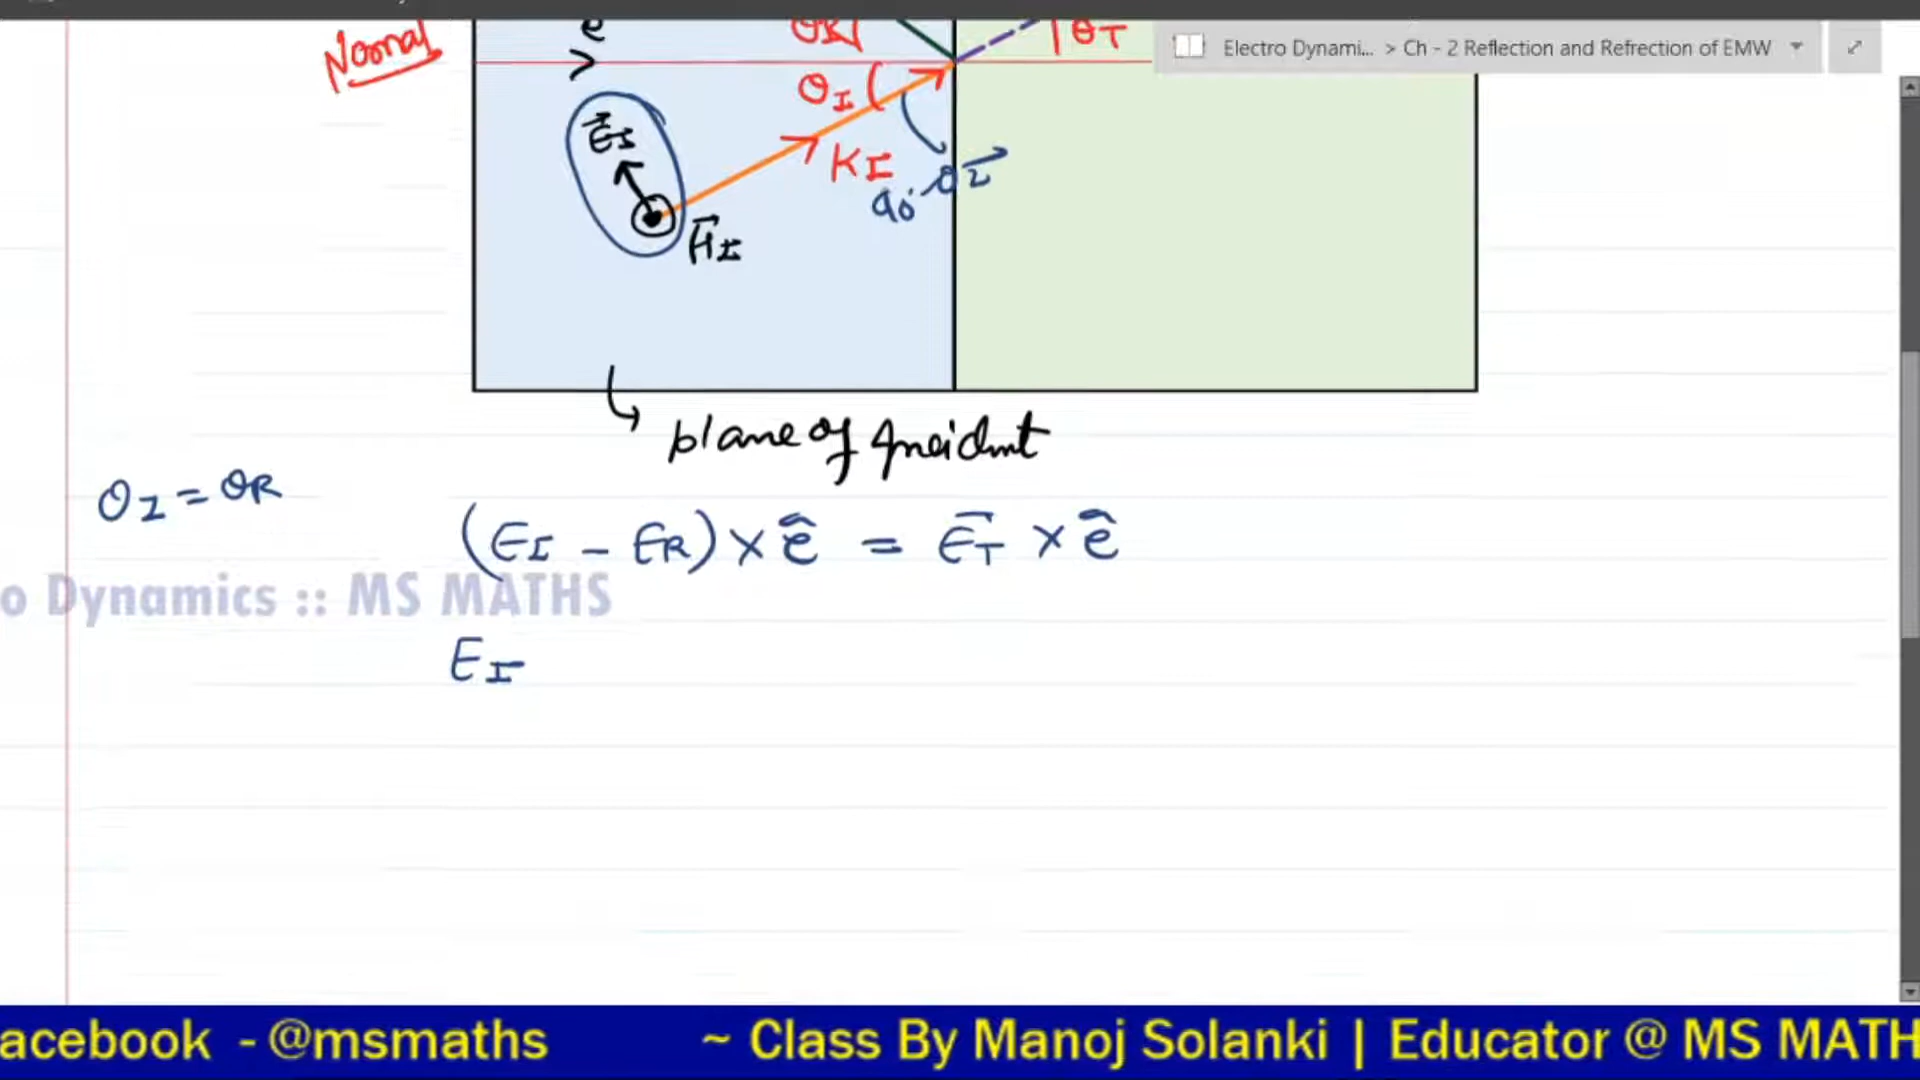 Normal
e
θR
θT
Electro Dynami... > Ch - 2 Reflection and Refrection of EMW
θI
E⃗I
KI
90°-θI
H⃗I
plane of Incident
θI = θR
(EI - ER) × ê = E⃗T × ê
o Dynamics :: MS MATHS
EI
acebook - @msmaths ~ Class By Manoj Solanki | Educator @ MS MATH